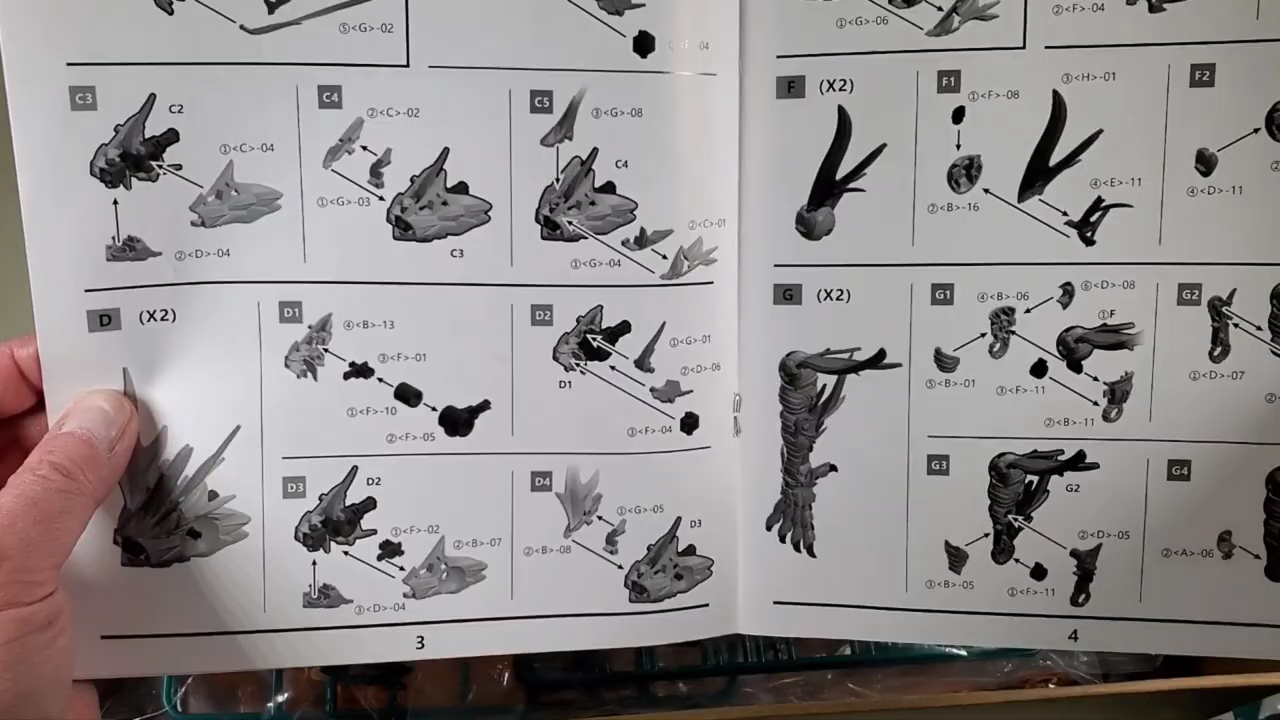 ⑤<G>-02
-04
C3
C2
①<C>-04
②<D>-04
C4
②<C>-02
①<G>-03
C3
C5
③<G>-08
C4
②<C>-01
①<G>-04
D (X2)
D1
④<B>-13
③<F>-01
①<F>-10
②<F>-05
D2
D1
①<G>-01
②<D>-06
③<F>-04
D3
D2
①<F>-02
②<B>-07
③<D>-04
D4
①<G>-05
②<B>-08
D3
3
①<G>-06
②<F>-04
F (X2)
F1
①<F>-08
③<H>-01
②<B>-16
④<E>-11
F2
④<D>-11
G (X2)
G1
④<B>-06
⑥<D>-08
①F
⑤<B>-01
③<F>-11
②<B>-11
G2
①<D>-07
G3
G2
②<D>-05
③<B>-05
①<F>-11
G4
②<A>-06
4